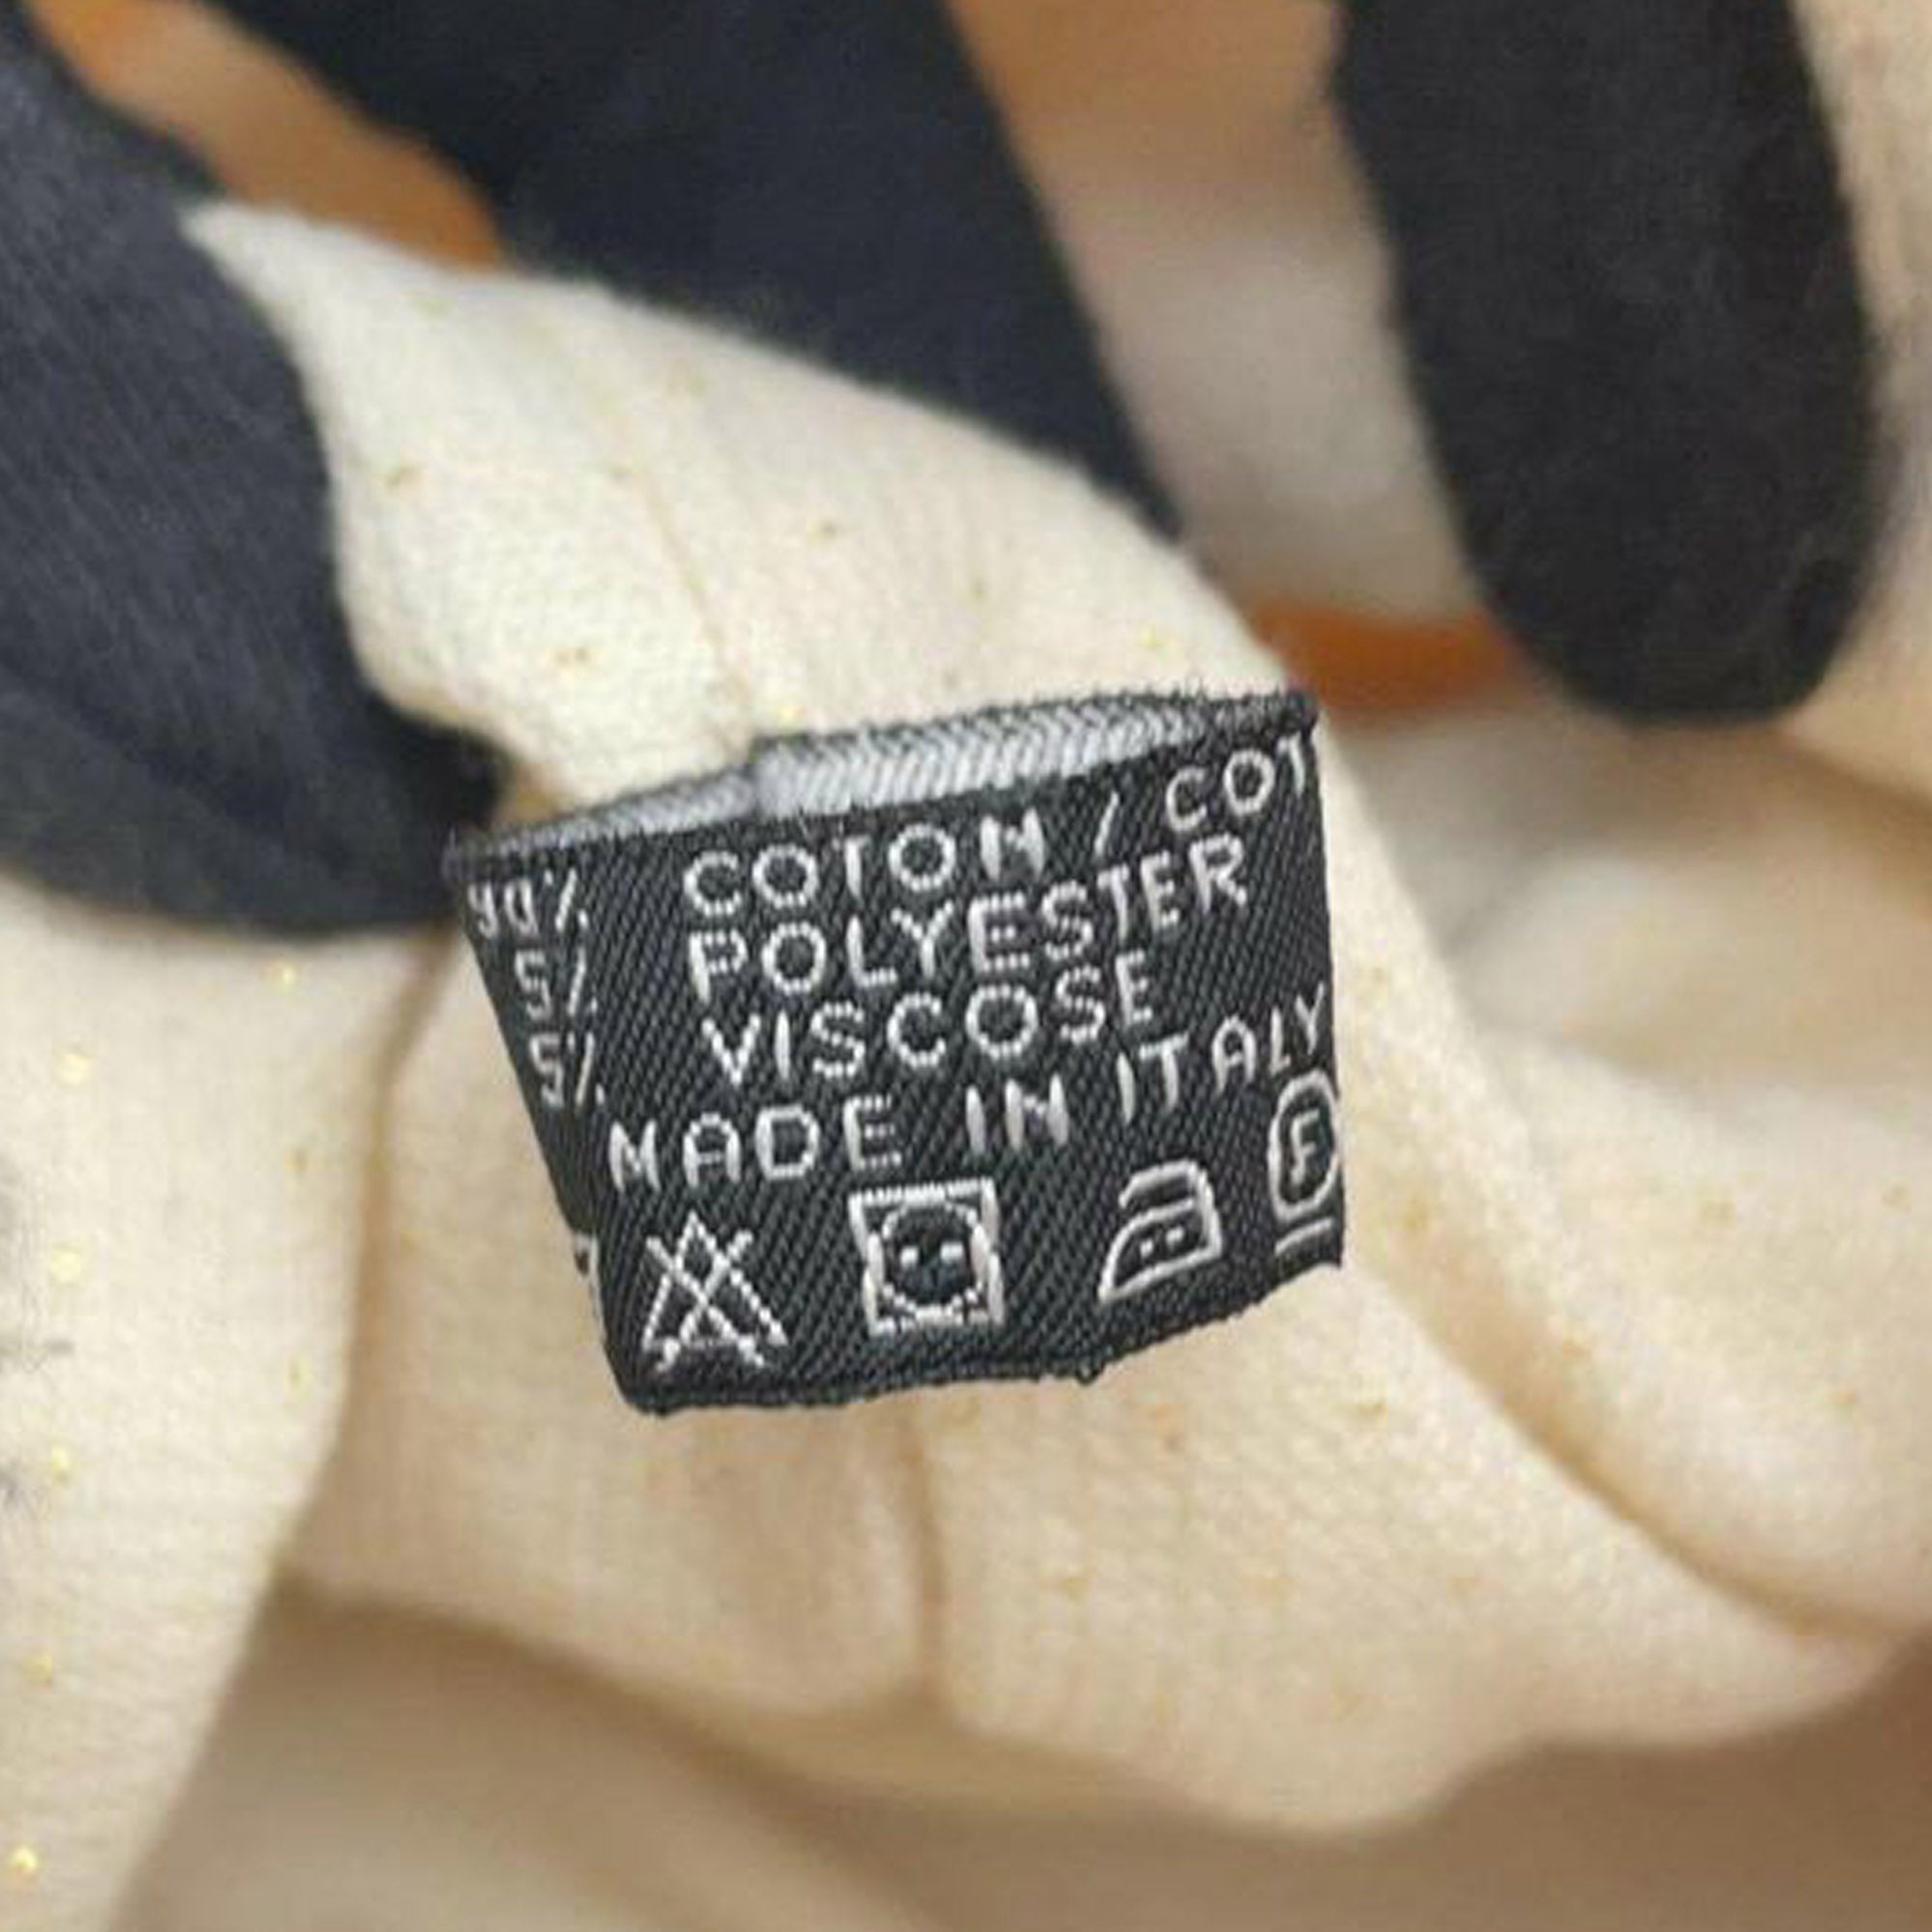 90% COTON / COT
5% POLYESTER
5% VISCOSE
MADE IN ITALY
F